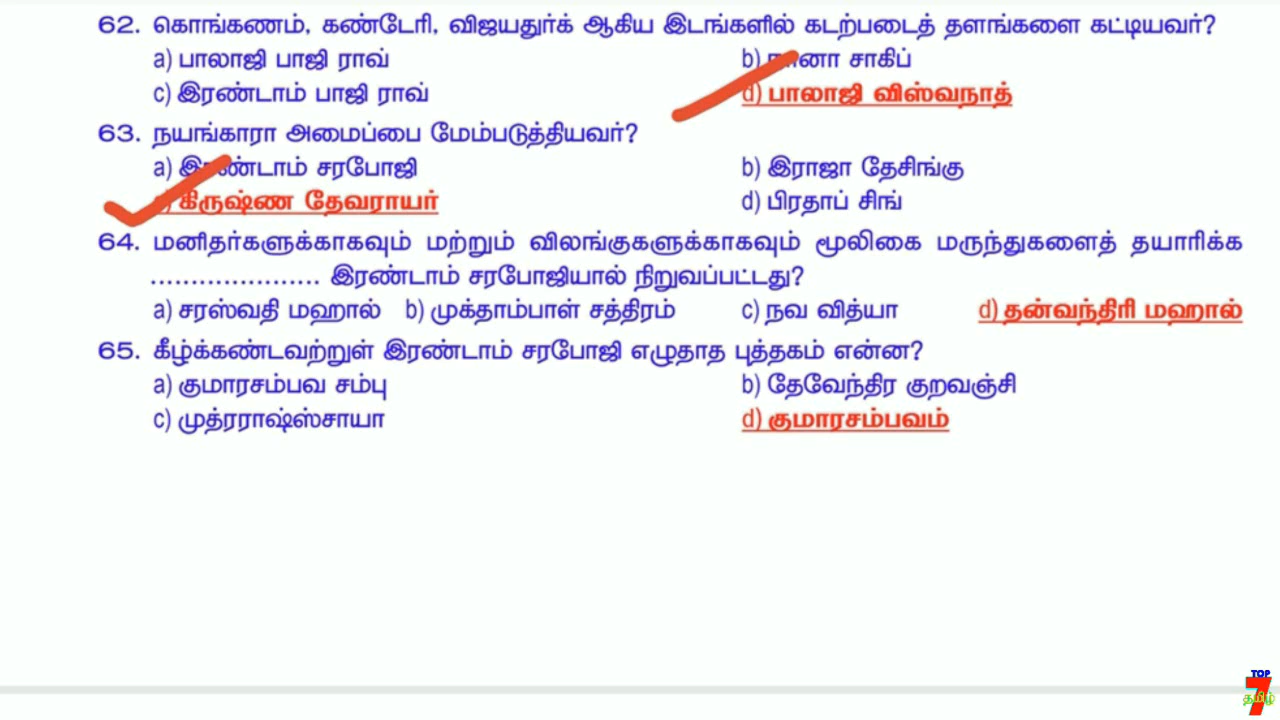 62. கொங்கணம், கண்டேரி, விஜயதுர்க் ஆகிய இடங்களில் கடற்படைத் தளங்களை கட்டியவர்?
a) பாலாஜி பாஜி ராவ் b) நானா சாகிப்
c) இரண்டாம் பாஜி ராவ் d) பாலாஜி விஸ்வநாத்
63. நயங்காரா அமைப்பை மேம்படுத்தியவர்?
a) இரண்டாம் சரபோஜி b) இராஜா தேசிங்கு
c) கிருஷ்ண தேவராயர் d) பிரதாப் சிங்
64. மனிதர்களுக்காகவும் மற்றும் விலங்குகளுக்காகவும் மூலிகை மருந்துகளைத் தயாரிக்க
..................... இரண்டாம் சரபோஜியால் நிறுவப்பட்டது?
a) சரஸ்வதி மஹால் b) முக்தாம்பாள் சத்திரம் c) நவ வித்யா d) தன்வந்திரி மஹால்
65. கீழ்க்கண்டவற்றுள் இரண்டாம் சரபோஜி எழுதாத புத்தகம் என்ன?
a) குமாரசம்பவ சம்பு b) தேவேந்திர குறவஞ்சி
c) முத்ரராஷ்ஸ்சாயா d) குமாரசம்பவம்
TOP
7
தமிழ்